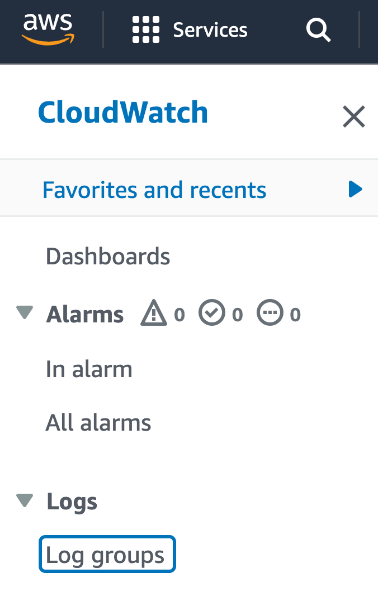 aws Services
CloudWatch
Favorites and recents
Dashboards
Alarms 0 0 0
In alarm
All alarms
Logs
Log groups